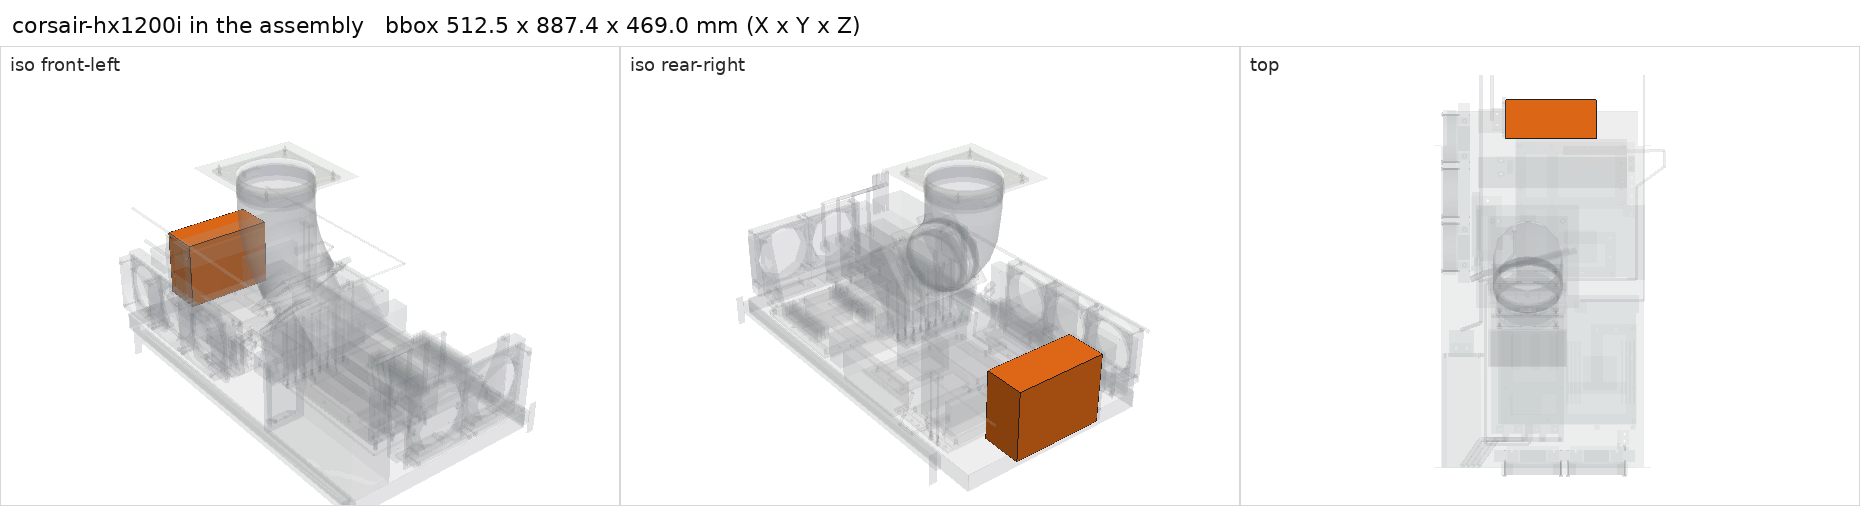 corsair-hx1200i in the assembly   bbox 512.5 x 887.4 x 469.0 mm (X x Y x Z)
iso front-left
iso rear-right
top